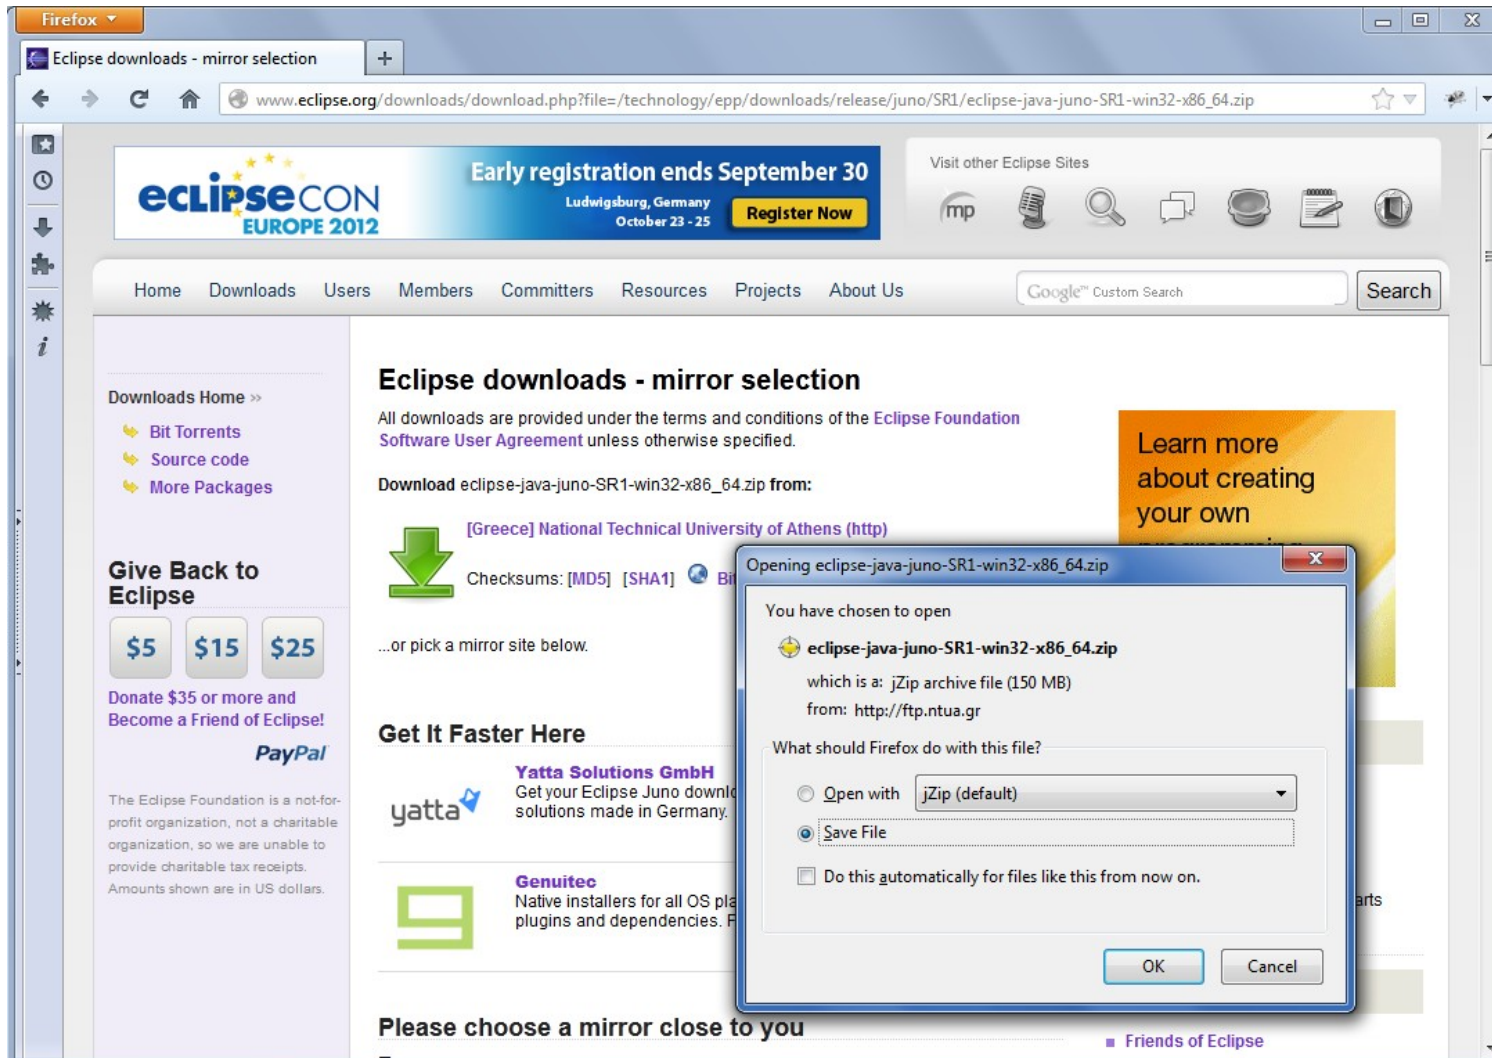 Firefox
Eclipse downloads - mirror selection
www.eclipse.org/downloads/download.php?file=/technology/epp/downloads/release/juno/SR1/eclipse-java-juno-SR1-win32-x86_64.zip
eclipsecon
EUROPE 2012
Early registration ends September 30
Ludwigsburg, Germany
October 23 - 25
Register Now
Visit other Eclipse Sites
mp
Home Downloads Users Members Committers Resources Projects About Us
Google™ Custom Search
Search
Downloads Home »
Bit Torrents
Source code
More Packages
Give Back to
Eclipse
$5 $15 $25
Donate $35 or more and
Become a Friend of Eclipse!
PayPal
The Eclipse Foundation is a not-for-
profit organization, not a charitable
organization, so we are unable to
provide charitable tax receipts.
Amounts shown are in US dollars.
Eclipse downloads - mirror selection
All downloads are provided under the terms and conditions of the Eclipse Foundation
Software User Agreement unless otherwise specified.
Download eclipse-java-juno-SR1-win32-x86_64.zip from:
[Greece] National Technical University of Athens (http)
Checksums: [MD5] [SHA1]
...or pick a mirror site below.
Get It Faster Here
yatta
Yatta Solutions GmbH
Get your Eclipse Juno
solutions made in Germany.
Genuitec
Native installers for all OS
plugins and dependencies.
Please choose a mirror close to you
Learn more
about creating
your own
Opening eclipse-java-juno-SR1-win32-x86_64.zip
You have chosen to open
eclipse-java-juno-SR1-win32-x86_64.zip
which is a: jZip archive file (150 MB)
from: http://ftp.ntua.gr
What should Firefox do with this file?
Open with jZip (default)
Save File
Do this automatically for files like this from now on.
OK Cancel
Friends of Eclipse